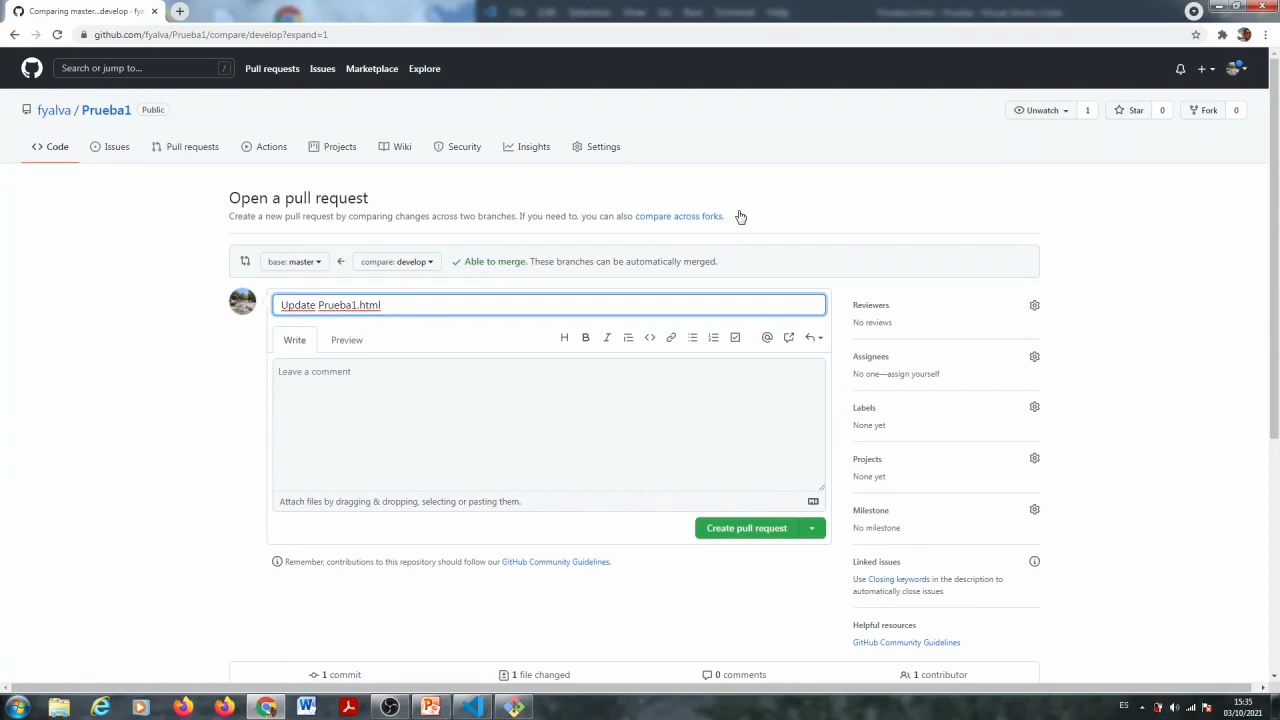 Comparing master...develop · fya
github.com/fyalva/Prueba1/compare/develop?expand=1
Search or jump to... /
Pull requests Issues Marketplace Explore
fyalva / Prueba1 Public
Unwatch 1 Star 0 Fork 0
Code Issues Pull requests Actions Projects Wiki Security Insights Settings
Open a pull request
Create a new pull request by comparing changes across two branches. If you need to, you can also compare across forks.
base: master ← compare: develop ✓ Able to merge. These branches can be automatically merged.
Update Prueba1.html
Write Preview
Leave a comment
Attach files by dragging & dropping, selecting or pasting them.
Create pull request
Remember, contributions to this repository should follow our GitHub Community Guidelines.
Reviewers
No reviews
Assignees
No one—assign yourself
Labels
None yet
Projects
None yet
Milestone
No milestone
Linked issues
Use Closing keywords in the description to
automatically close issues
Helpful resources
GitHub Community Guidelines
1 commit 1 file changed 0 comments 1 contributor
ES 15:35
03/10/2021